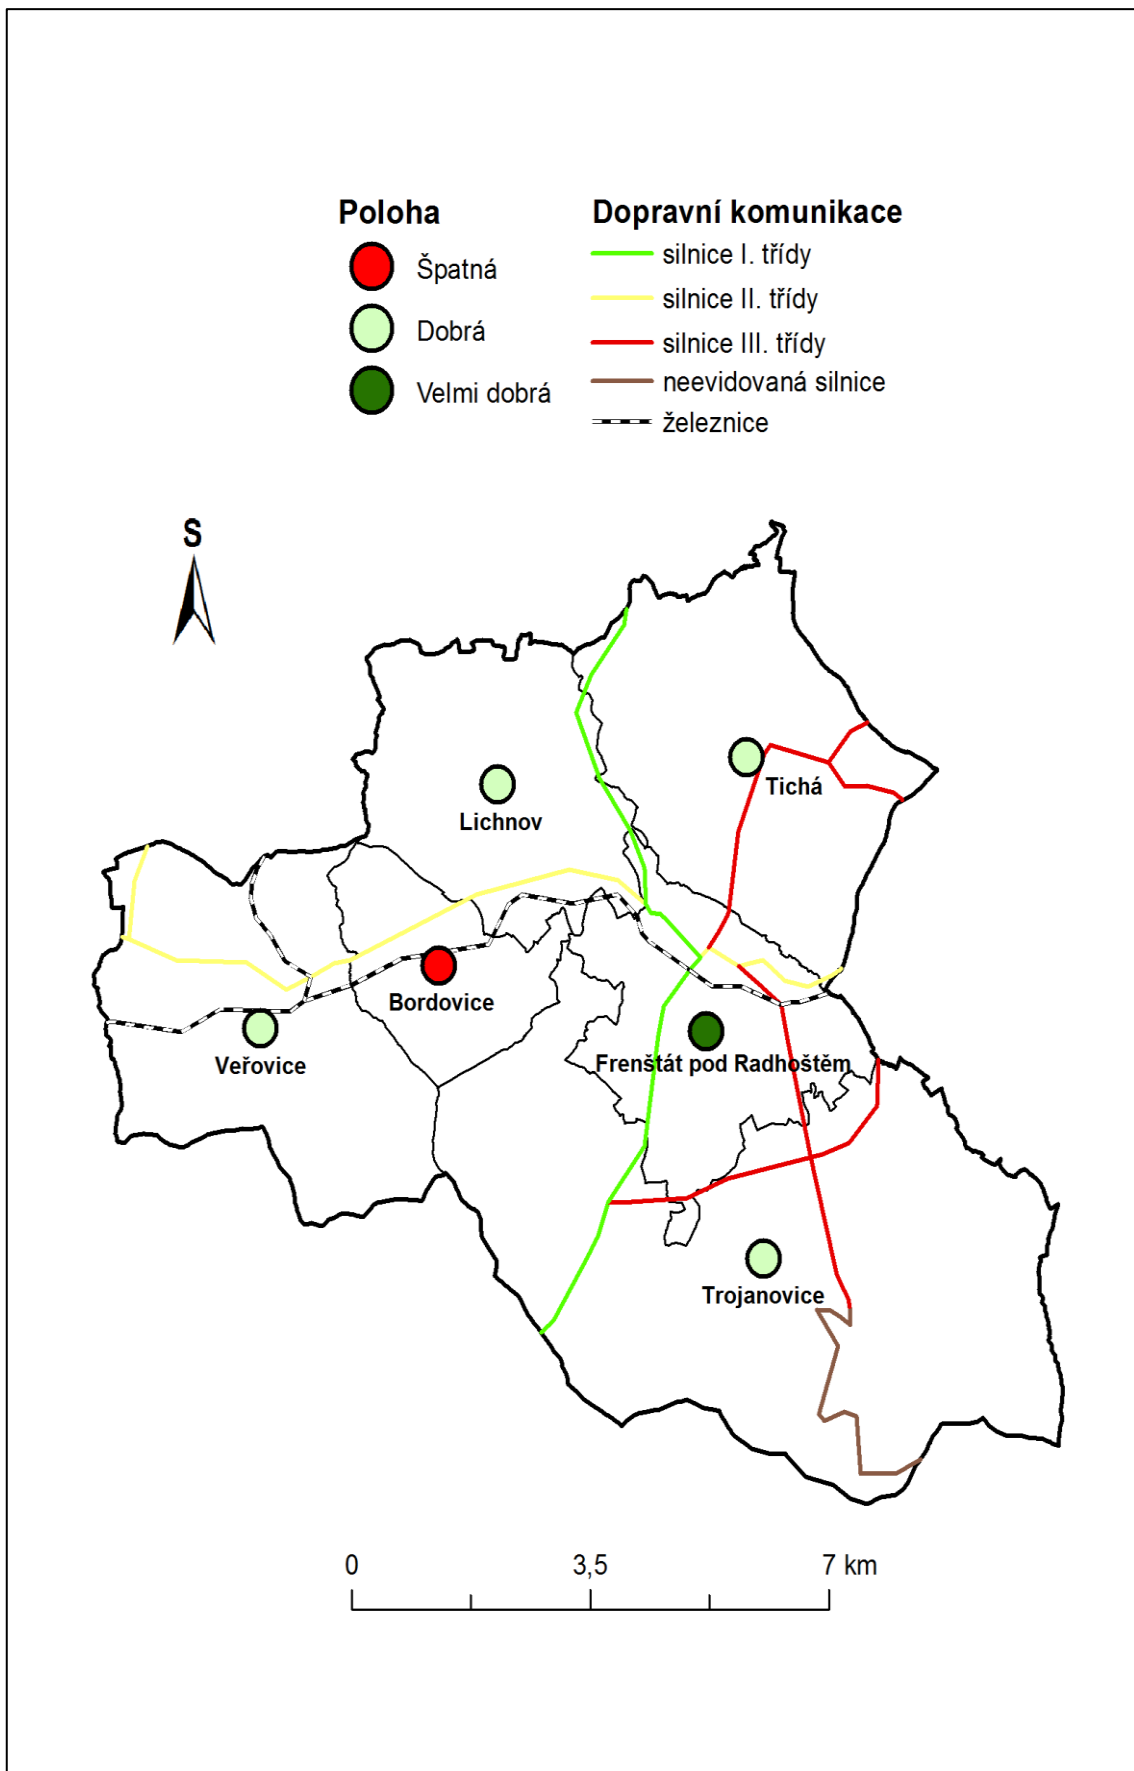 Poloha
Špatná
Dobrá
Velmi dobrá
Dopravní komunikace
silnice I. třídy
silnice II. třídy
silnice III. třídy
neevidovaná silnice
železnice
S
Tichá
Lichnov
Bordovice
Veřovice
Frenštát pod Radhoštěm
Trojanovice
0 3,5 7 km